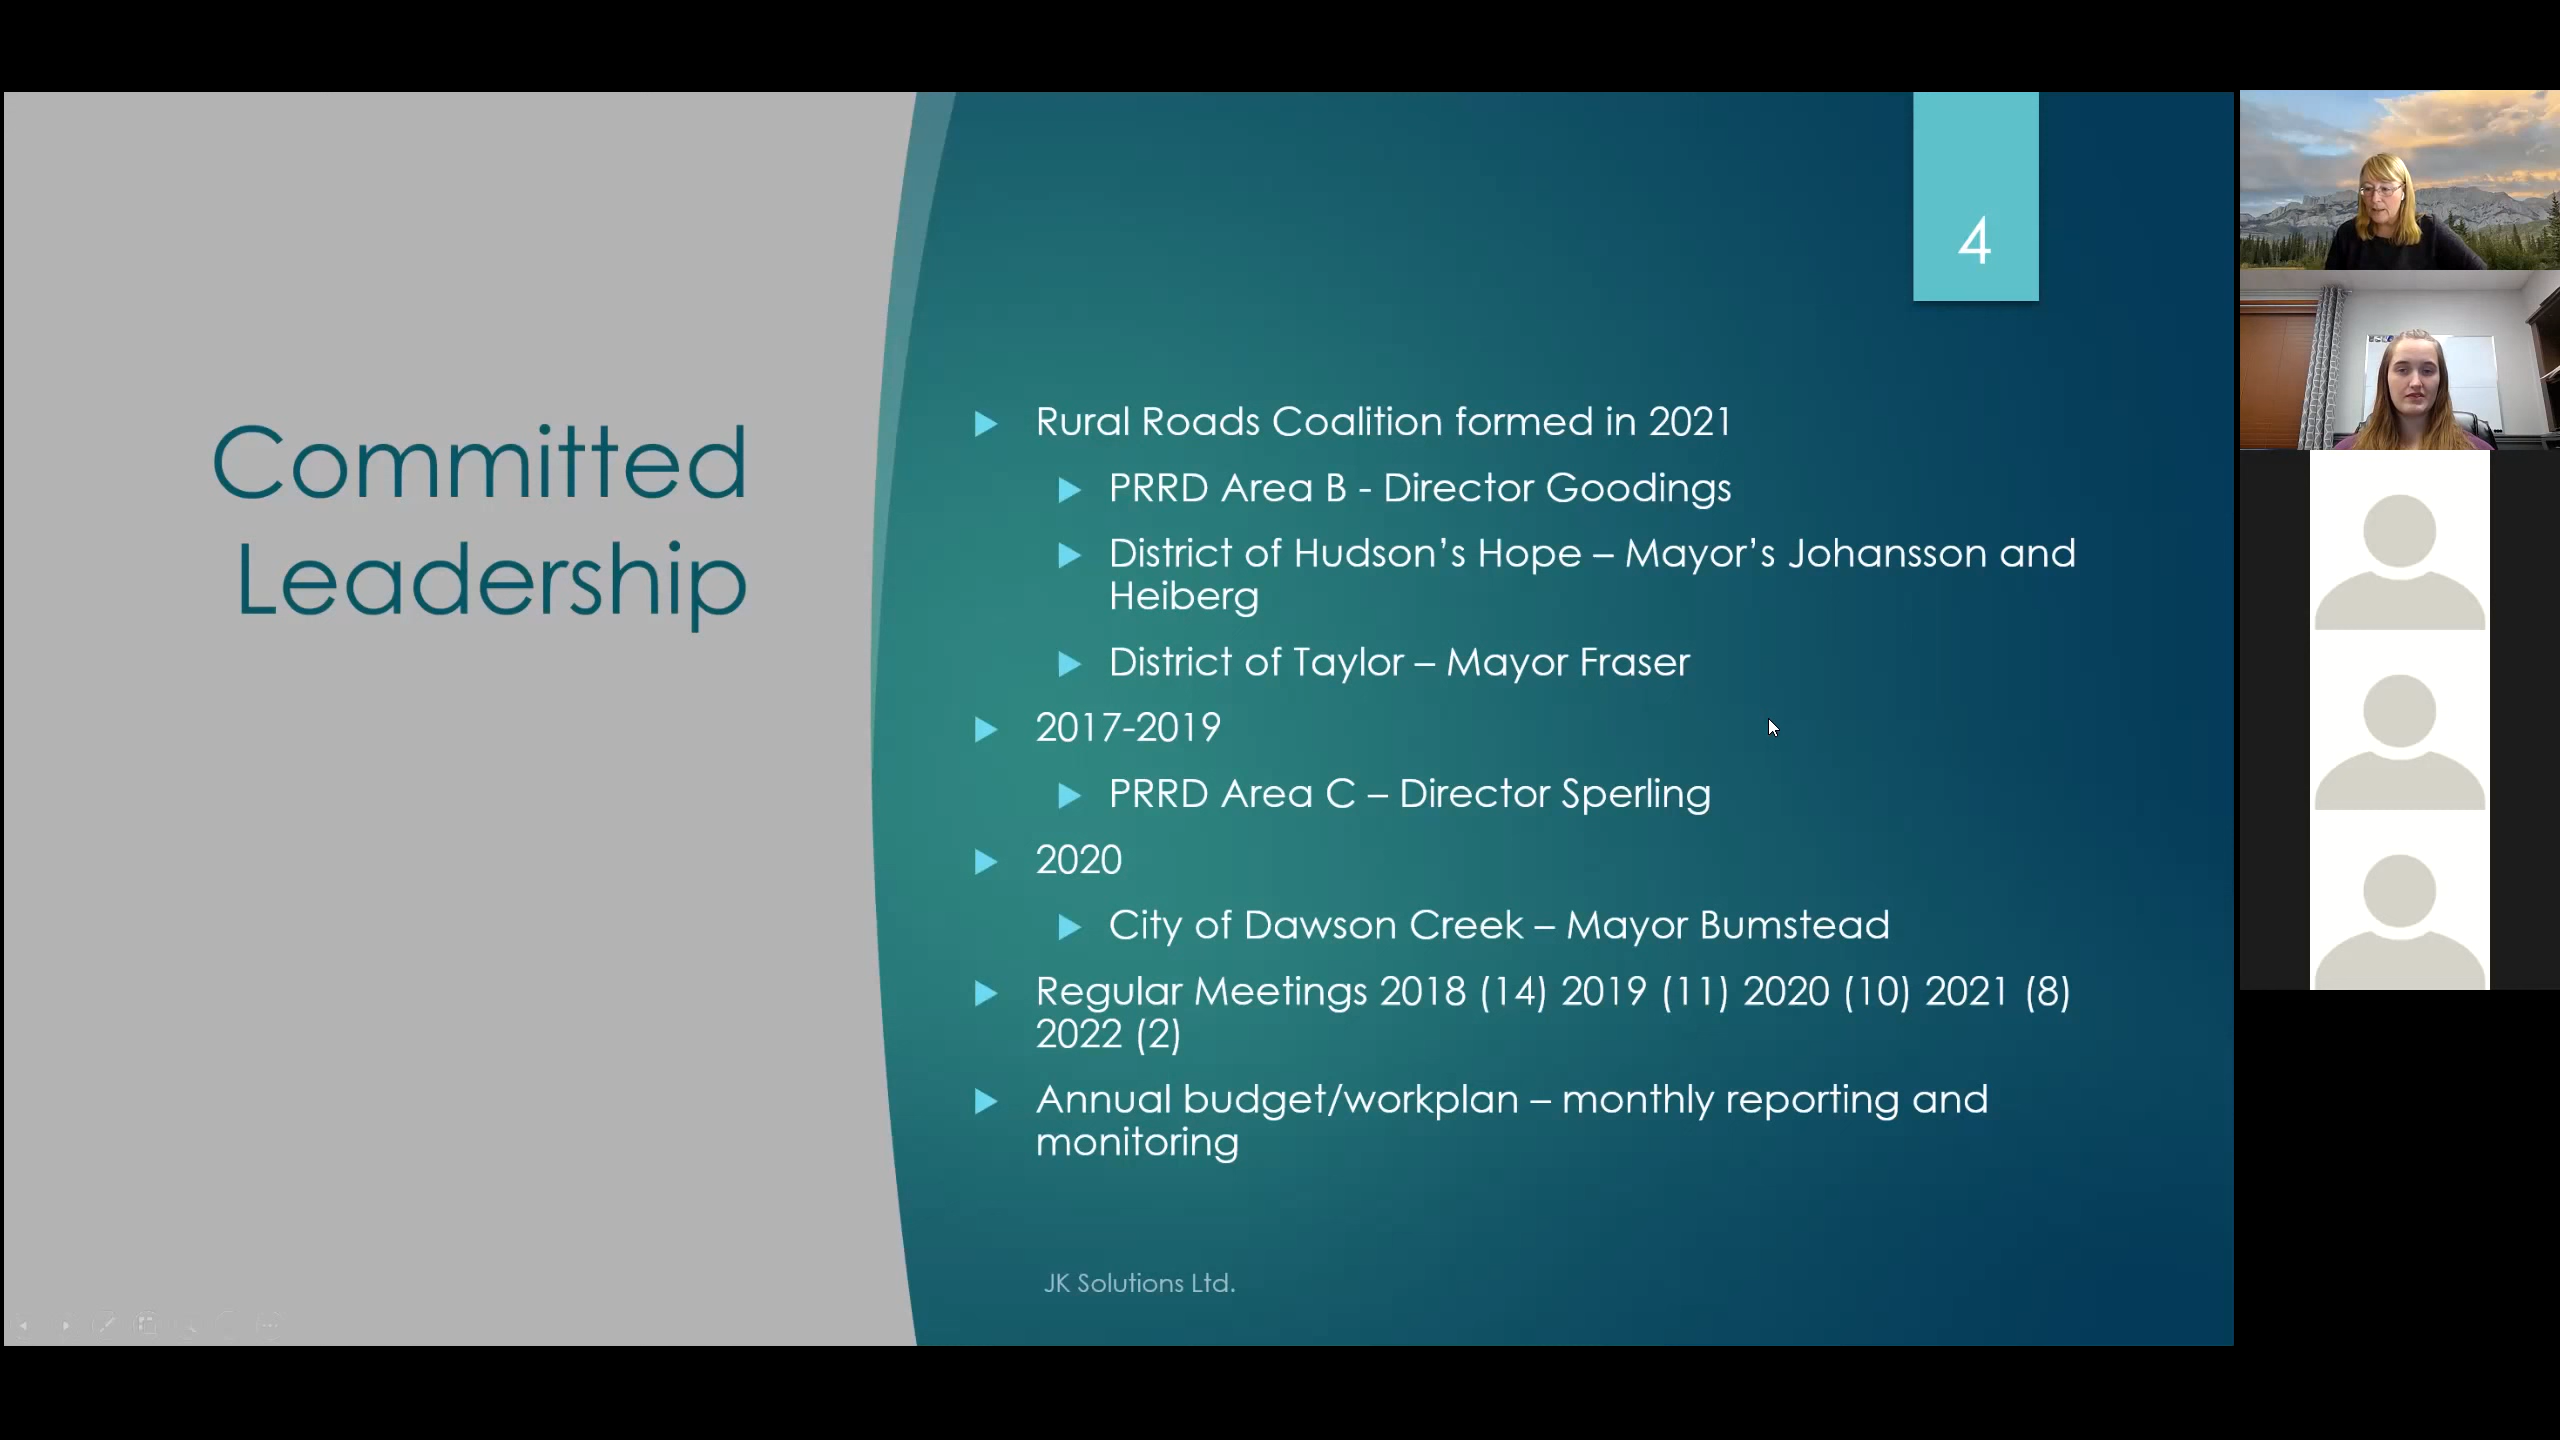 Committed
Leadership
4
Rural Roads Coalition formed in 2021
PRRD Area B - Director Goodings
District of Hudson’s Hope – Mayor’s Johansson and
Heiberg
District of Taylor – Mayor Fraser
2017-2019
PRRD Area C – Director Sperling
2020
City of Dawson Creek – Mayor Bumstead
Regular Meetings 2018 (14) 2019 (11) 2020 (10) 2021 (8)
2022 (2)
Annual budget/workplan – monthly reporting and
monitoring
JK Solutions Ltd.